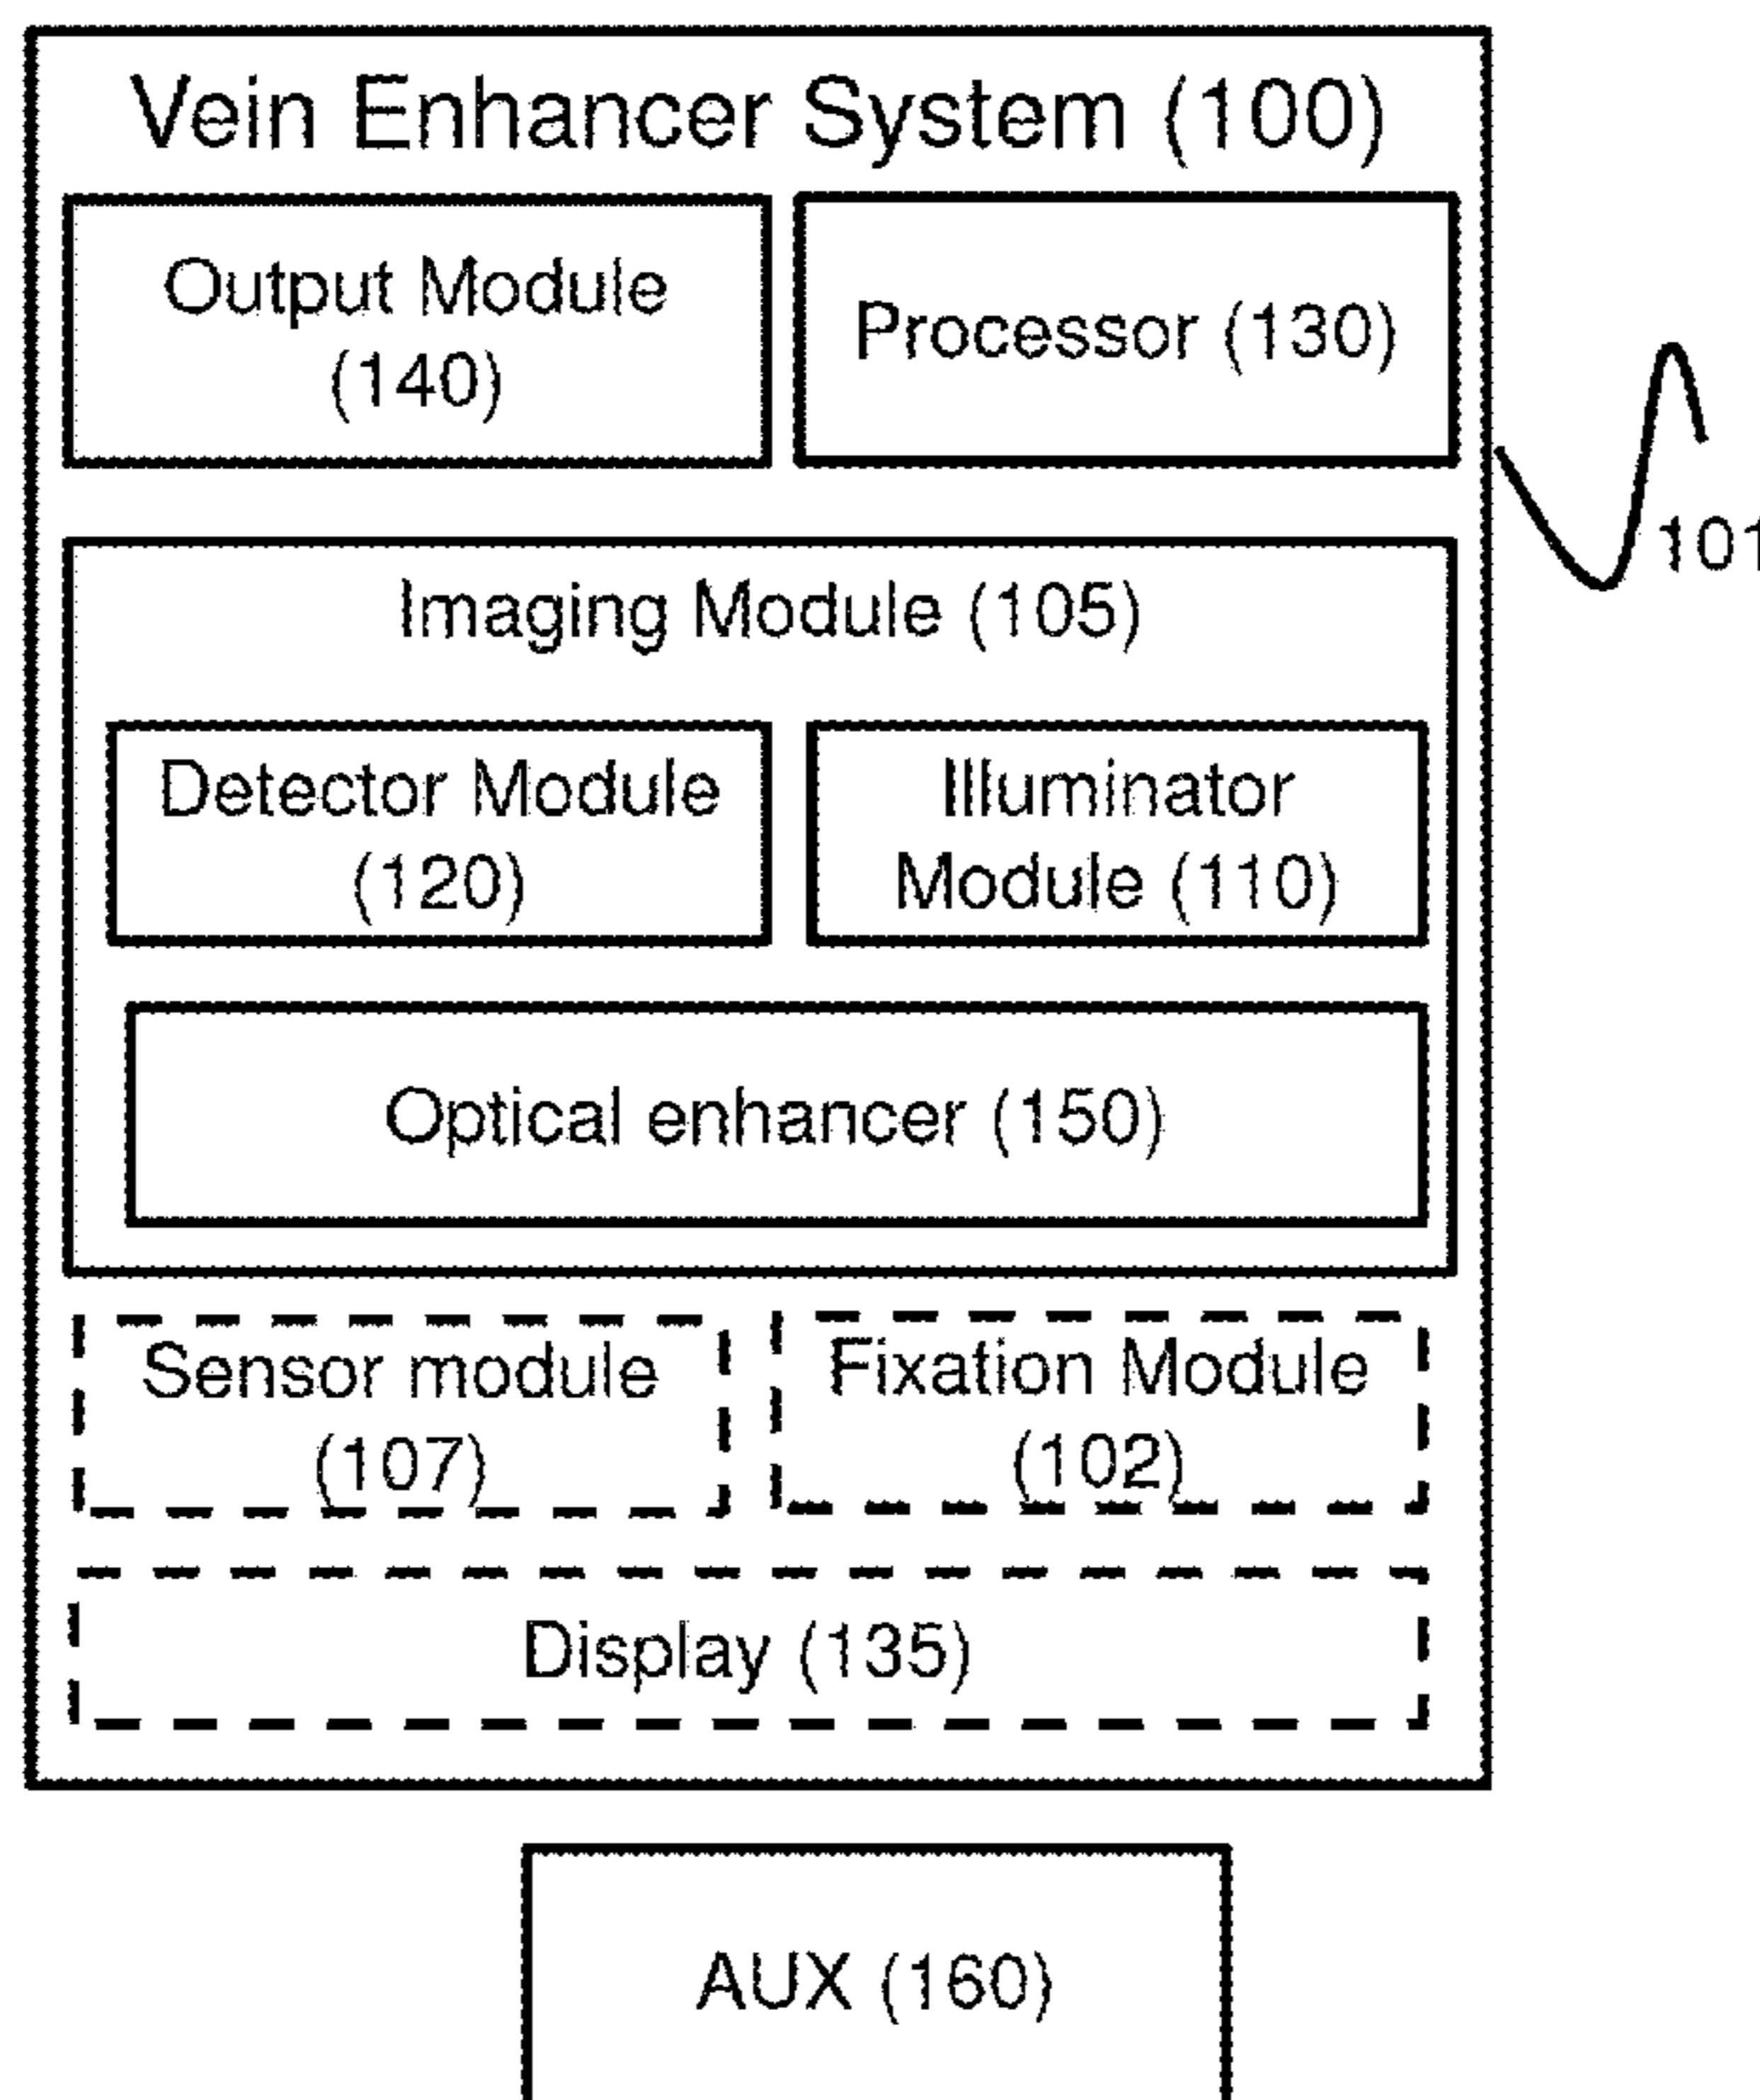 Vein Enhancer System (100)
Output Module
(140)
Processor (130)
101
Imaging Module (105)
Detector Module
(120)
Illuminator
Module (110)
Optical enhancer (150)
Sensor module
(107)
Fixation Module
(102)
Display (135)
AUX (160)